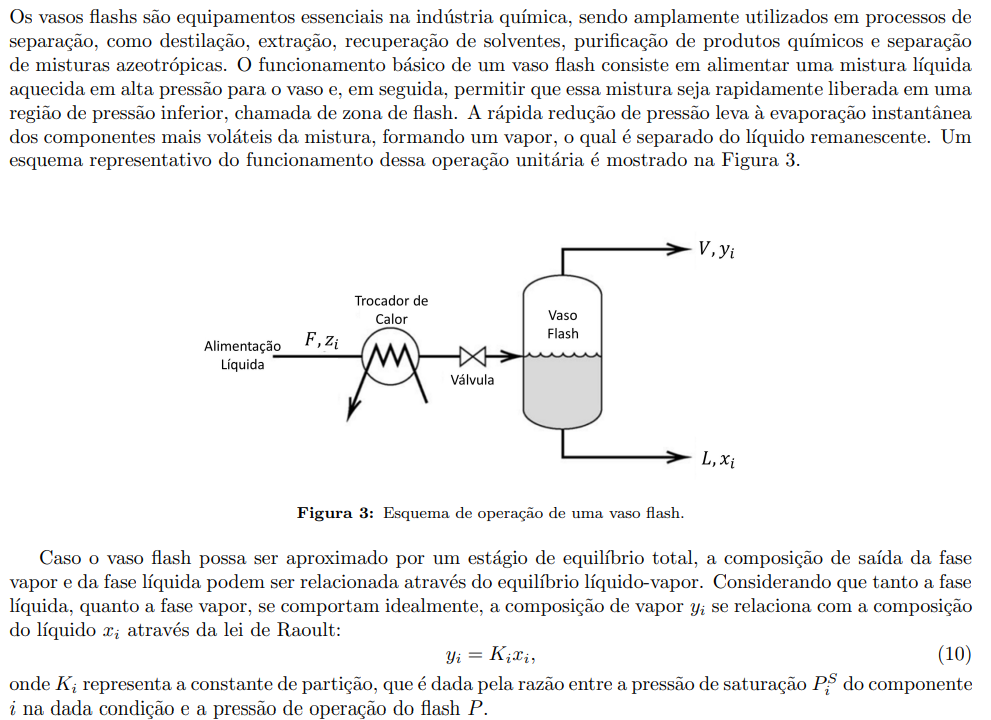 Os vasos flashs são equipamentos essenciais na indústria química, sendo amplamente utilizados em processos de
separação, como destilação, extração, recuperação de solventes, purificação de produtos químicos e separação
de misturas azeotrópicas. O funcionamento básico de um vaso flash consiste em alimentar uma mistura líquida
aquecida em alta pressão para o vaso e, em seguida, permitir que essa mistura seja rapidamente liberada em uma
região de pressão inferior, chamada de zona de flash. A rápida redução de pressão leva à evaporação instantânea
dos componentes mais voláteis da mistura, formando um vapor, o qual é separado do líquido remanescente. Um
esquema representativo do funcionamento dessa operação unitária é mostrado na Figura 3.
V, y_i
Trocador de
Calor
Vaso
Flash
Alimentação
Líquida
F, z_i
Válvula
L, x_i
Figura 3: Esquema de operação de uma vaso flash.
Caso o vaso flash possa ser aproximado por um estágio de equilíbrio total, a composição de saída da fase
vapor e da fase líquida podem ser relacionada através do equilíbrio líquido-vapor. Considerando que tanto a fase
líquida, quanto a fase vapor, se comportam idealmente, a composição de vapor y_i se relaciona com a composição
do líquido x_i através da lei de Raoult:
y_i = K_i x_i, (10)
onde K_i representa a constante de partição, que é dada pela razão entre a pressão de saturação P_i^S do componente
i na dada condição e a pressão de operação do flash P.